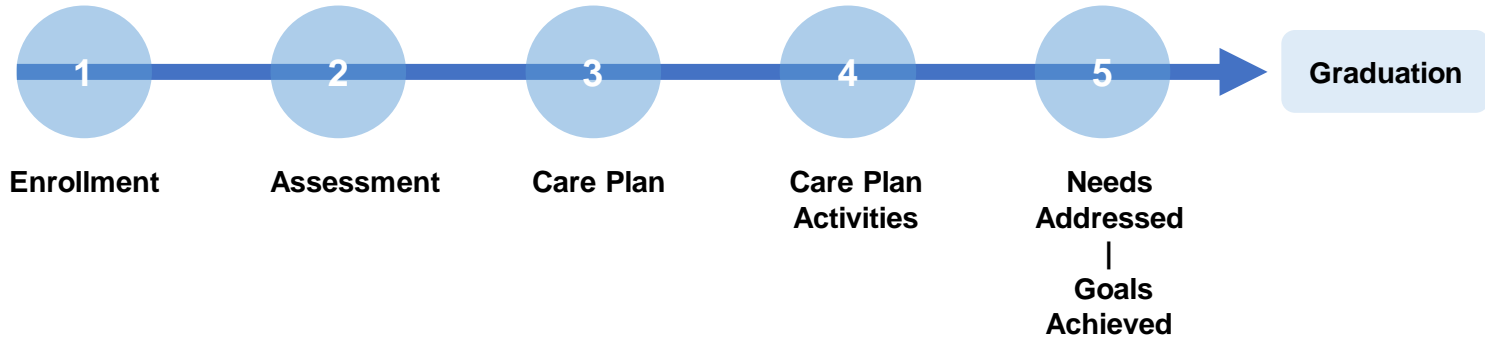 1
2
3
4
5
Graduation
Enrollment
Assessment
Care Plan
Care Plan
Activities
Needs
Addressed
|
Goals
Achieved